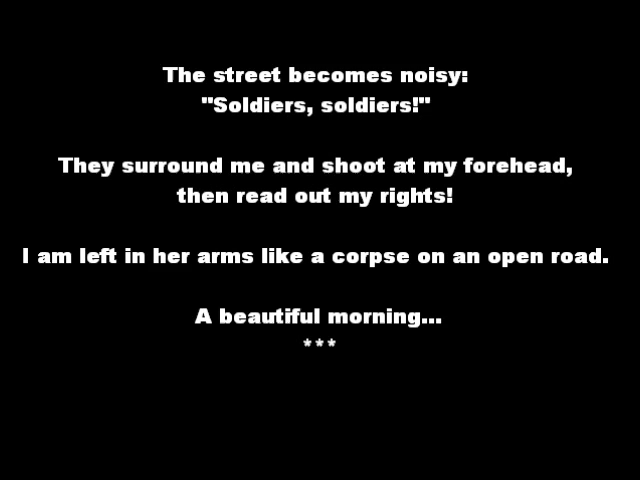 The street becomes noisy:
"Soldiers, soldiers!"
They surround me and shoot at my forehead,
then read out my rights!
I am left in her arms like a corpse on an open road.
A beautiful morning...
***